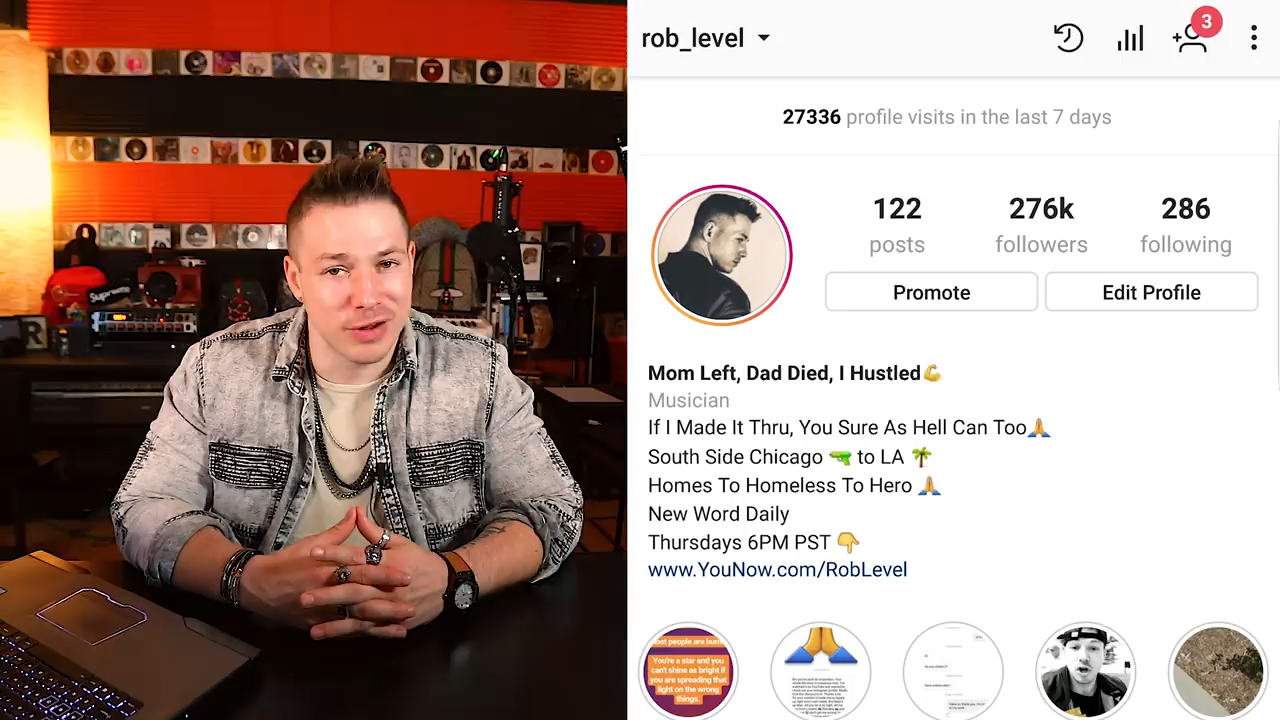 rob_level
3
27336 profile visits in the last 7 days
122
276k
286
posts
followers
following
Promote
Edit Profile
Mom Left, Dad Died, I Hustled💪
Musician
If I Made It Thru, You Sure As Hell Can Too🙏
South Side Chicago 🔫 to LA 🌴
Homes To Homeless To Hero 🙏
New Word Daily
Thursdays 6PM PST 👇
www.YouNow.com/RobLevel
Supreme
R
You're a star and you
can't shine as bright if
you are spreading that
light on the wrong
things.